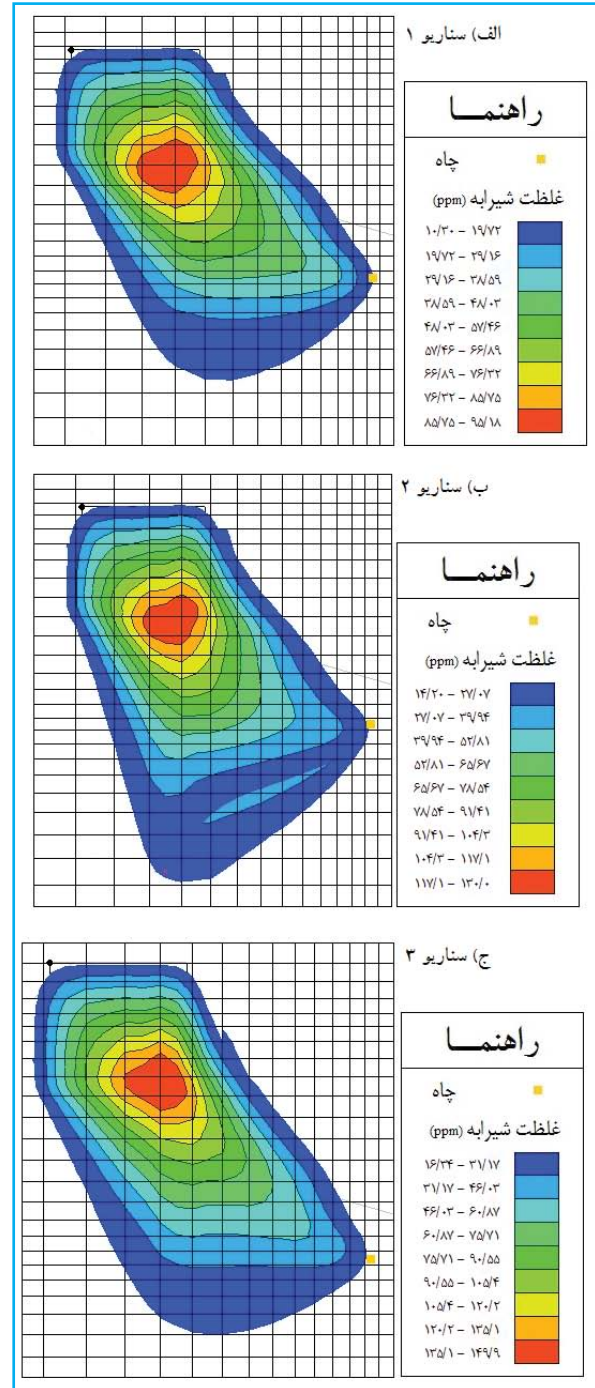 الف) سناریو ۱
راهنمـــا
چاه
غلظت شیرابه (ppm)
۱۰/۳۰ – ۱۹/۷۲
۱۹/۷۲ – ۲۹/۱۶
۲۹/۱۶ – ۳۸/۵۹
۳۸/۵۹ – ۴۸/۰۳
۴۸/۰۳ – ۵۷/۴۶
۵۷/۴۶ – ۶۶/۸۹
۶۶/۸۹ – ۷۶/۳۲
۷۶/۳۲ – ۸۵/۷۵
۸۵/۷۵ – ۹۵/۱۸
ب) سناریو ۲
راهنمـــا
چاه
غلظت شیرابه (ppm)
۱۴/۲۰ – ۲۷/۰۷
۲۷/۰۷ – ۳۹/۹۴
۳۹/۹۴ – ۵۲/۸۱
۵۲/۸۱ – ۶۵/۶۷
۶۵/۶۷ – ۷۸/۵۴
۷۸/۵۴ – ۹۱/۴۱
۹۱/۴۱ – ۱۰۴/۳
۱۰۴/۳ – ۱۱۷/۱
۱۱۷/۱ – ۱۳۰/۰
ج) سناریو ۳
راهنمـــا
چاه
غلظت شیرابه (ppm)
۱۶/۳۴ – ۳۱/۱۷
۳۱/۱۷ – ۴۶/۰۳
۴۶/۰۳ – ۶۰/۸۷
۶۰/۸۷ – ۷۵/۷۱
۷۵/۷۱ – ۹۰/۵۵
۹۰/۵۵ – ۱۰۵/۴
۱۰۵/۴ – ۱۲۰/۲
۱۲۰/۲ – ۱۳۵/۱
۱۳۵/۱ – ۱۴۹/۹